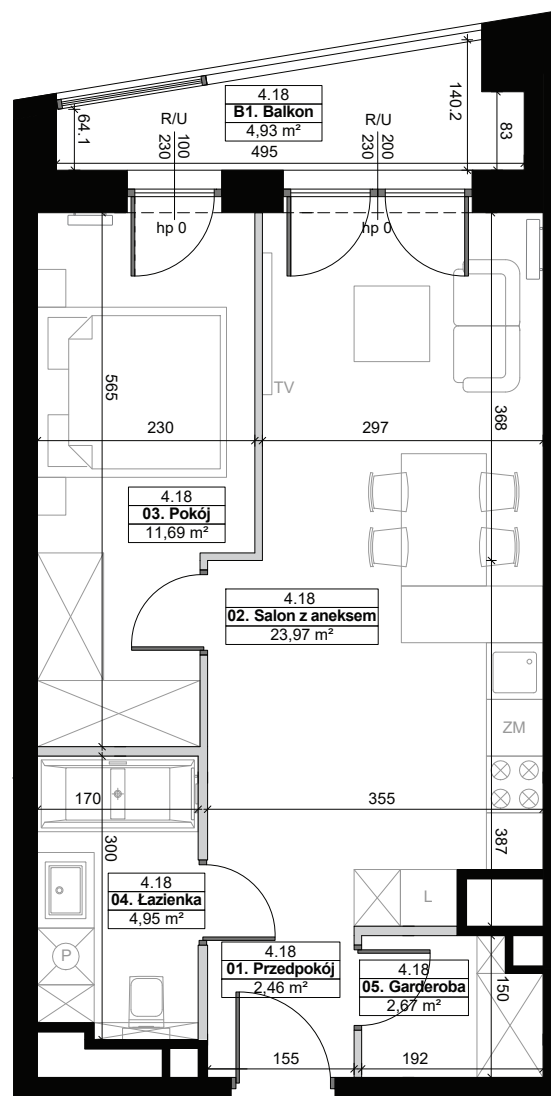 4.18
B1. Balkon
4,93 m²
64.1
140.2
83
495
R/U
100
230
hp 0
R/U
200
230
hp 0
TV
565
368
230
297
4.18
03. Pokój
11,69 m²
4.18
02. Salon z aneksem
23,97 m²
ZM
170
355
300
387
4.18
04. Łazienka
4,95 m²
L
P
4.18
01. Przedpokój
2,46 m²
4.18
05. Garderoba
2,67 m²
150
155
192